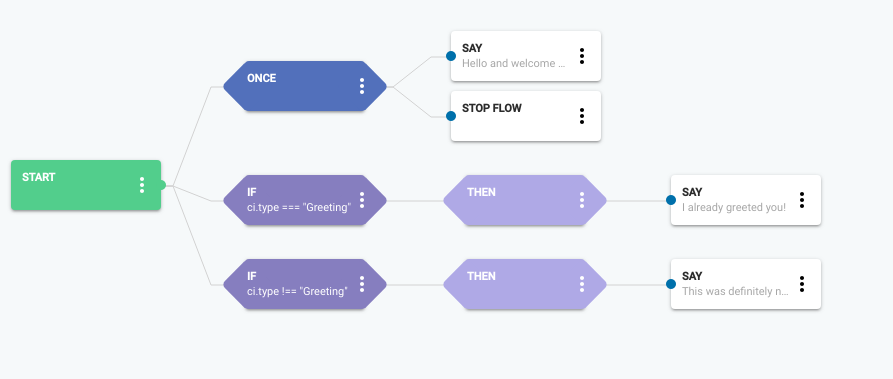 START
ONCE
SAY
Hello and welcome ...
STOP FLOW
IF
ci.type === "Greeting"
THEN
SAY
I already greeted you!
IF
ci.type !== "Greeting"
THEN
SAY
This was definitely n...